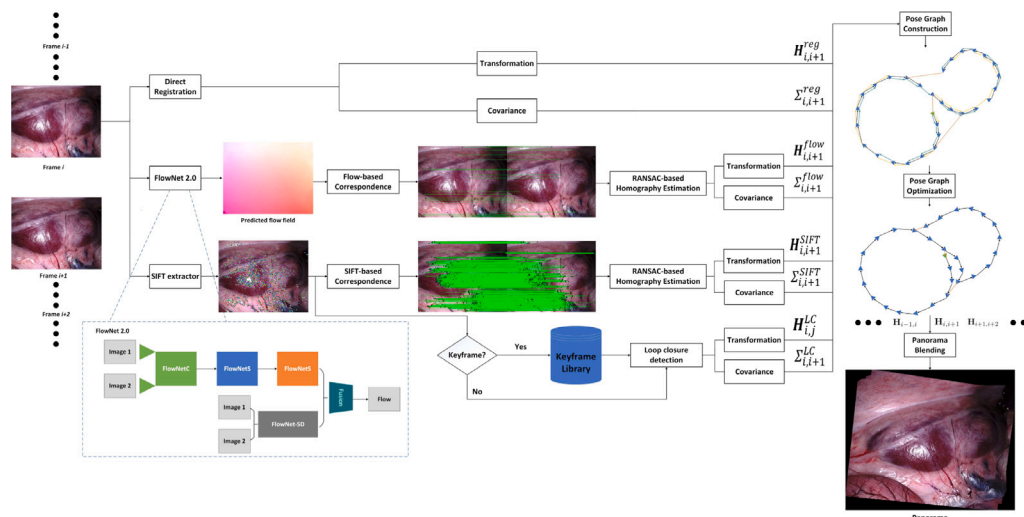 Frame i-1
Frame i
Frame i+1
Frame i+2
Direct
Registration
Transformation
Covariance
H^{reg}_{i,i+1}
Σ^{reg}_{i,i+1}
FlowNet 2.0
Predicted flow field
Flow-based
Correspondence
RANSAC-based
Homography Estimation
Transformation
Covariance
H^{flow}_{i,i+1}
Σ^{flow}_{i,i+1}
SIFT extractor
SIFT-based
Correspondence
RANSAC-based
Homography Estimation
Transformation
Covariance
H^{SIFT}_{i,i+1}
Σ^{SIFT}_{i,i+1}
Keyframe?
Yes
No
Keyframe
Library
Loop closure
detection
Transformation
Covariance
H^{LC}_{i,j}
Σ^{LC}_{i,i+1}
FlowNet 2.0
Image 1
Image 2
FlowNetC
FlowNetS
FlowNetS
Image 1
Image 2
FlowNet-SD
Fusion
Flow
Pose Graph
Construction
Pose Graph
Optimization
H_{i−1,i} H_{i,i+1} H_{i+1,i+2}
Panorama
Blending
Panorama